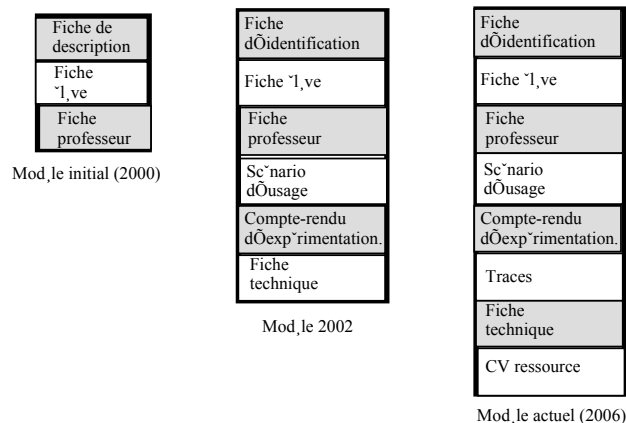 Fiche de
description
Fiche
ˇl¸ve
Fiche
professeur
Mod¸le initial (2000)
Fiche
dÕidentification
Fiche ˇl¸ve
Fiche
professeur
Scˇnario
dÕusage
Compte-rendu
dÕexpˇrimentation.
Fiche
technique
Mod¸le 2002
Fiche
dÕidentification
Fiche ˇl¸ve
Fiche
professeur
Scˇnario
dÕusage
Compte-rendu
dÕexpˇrimentation.
Traces
Fiche
technique
CV ressource
Mod¸le actuel (2006)